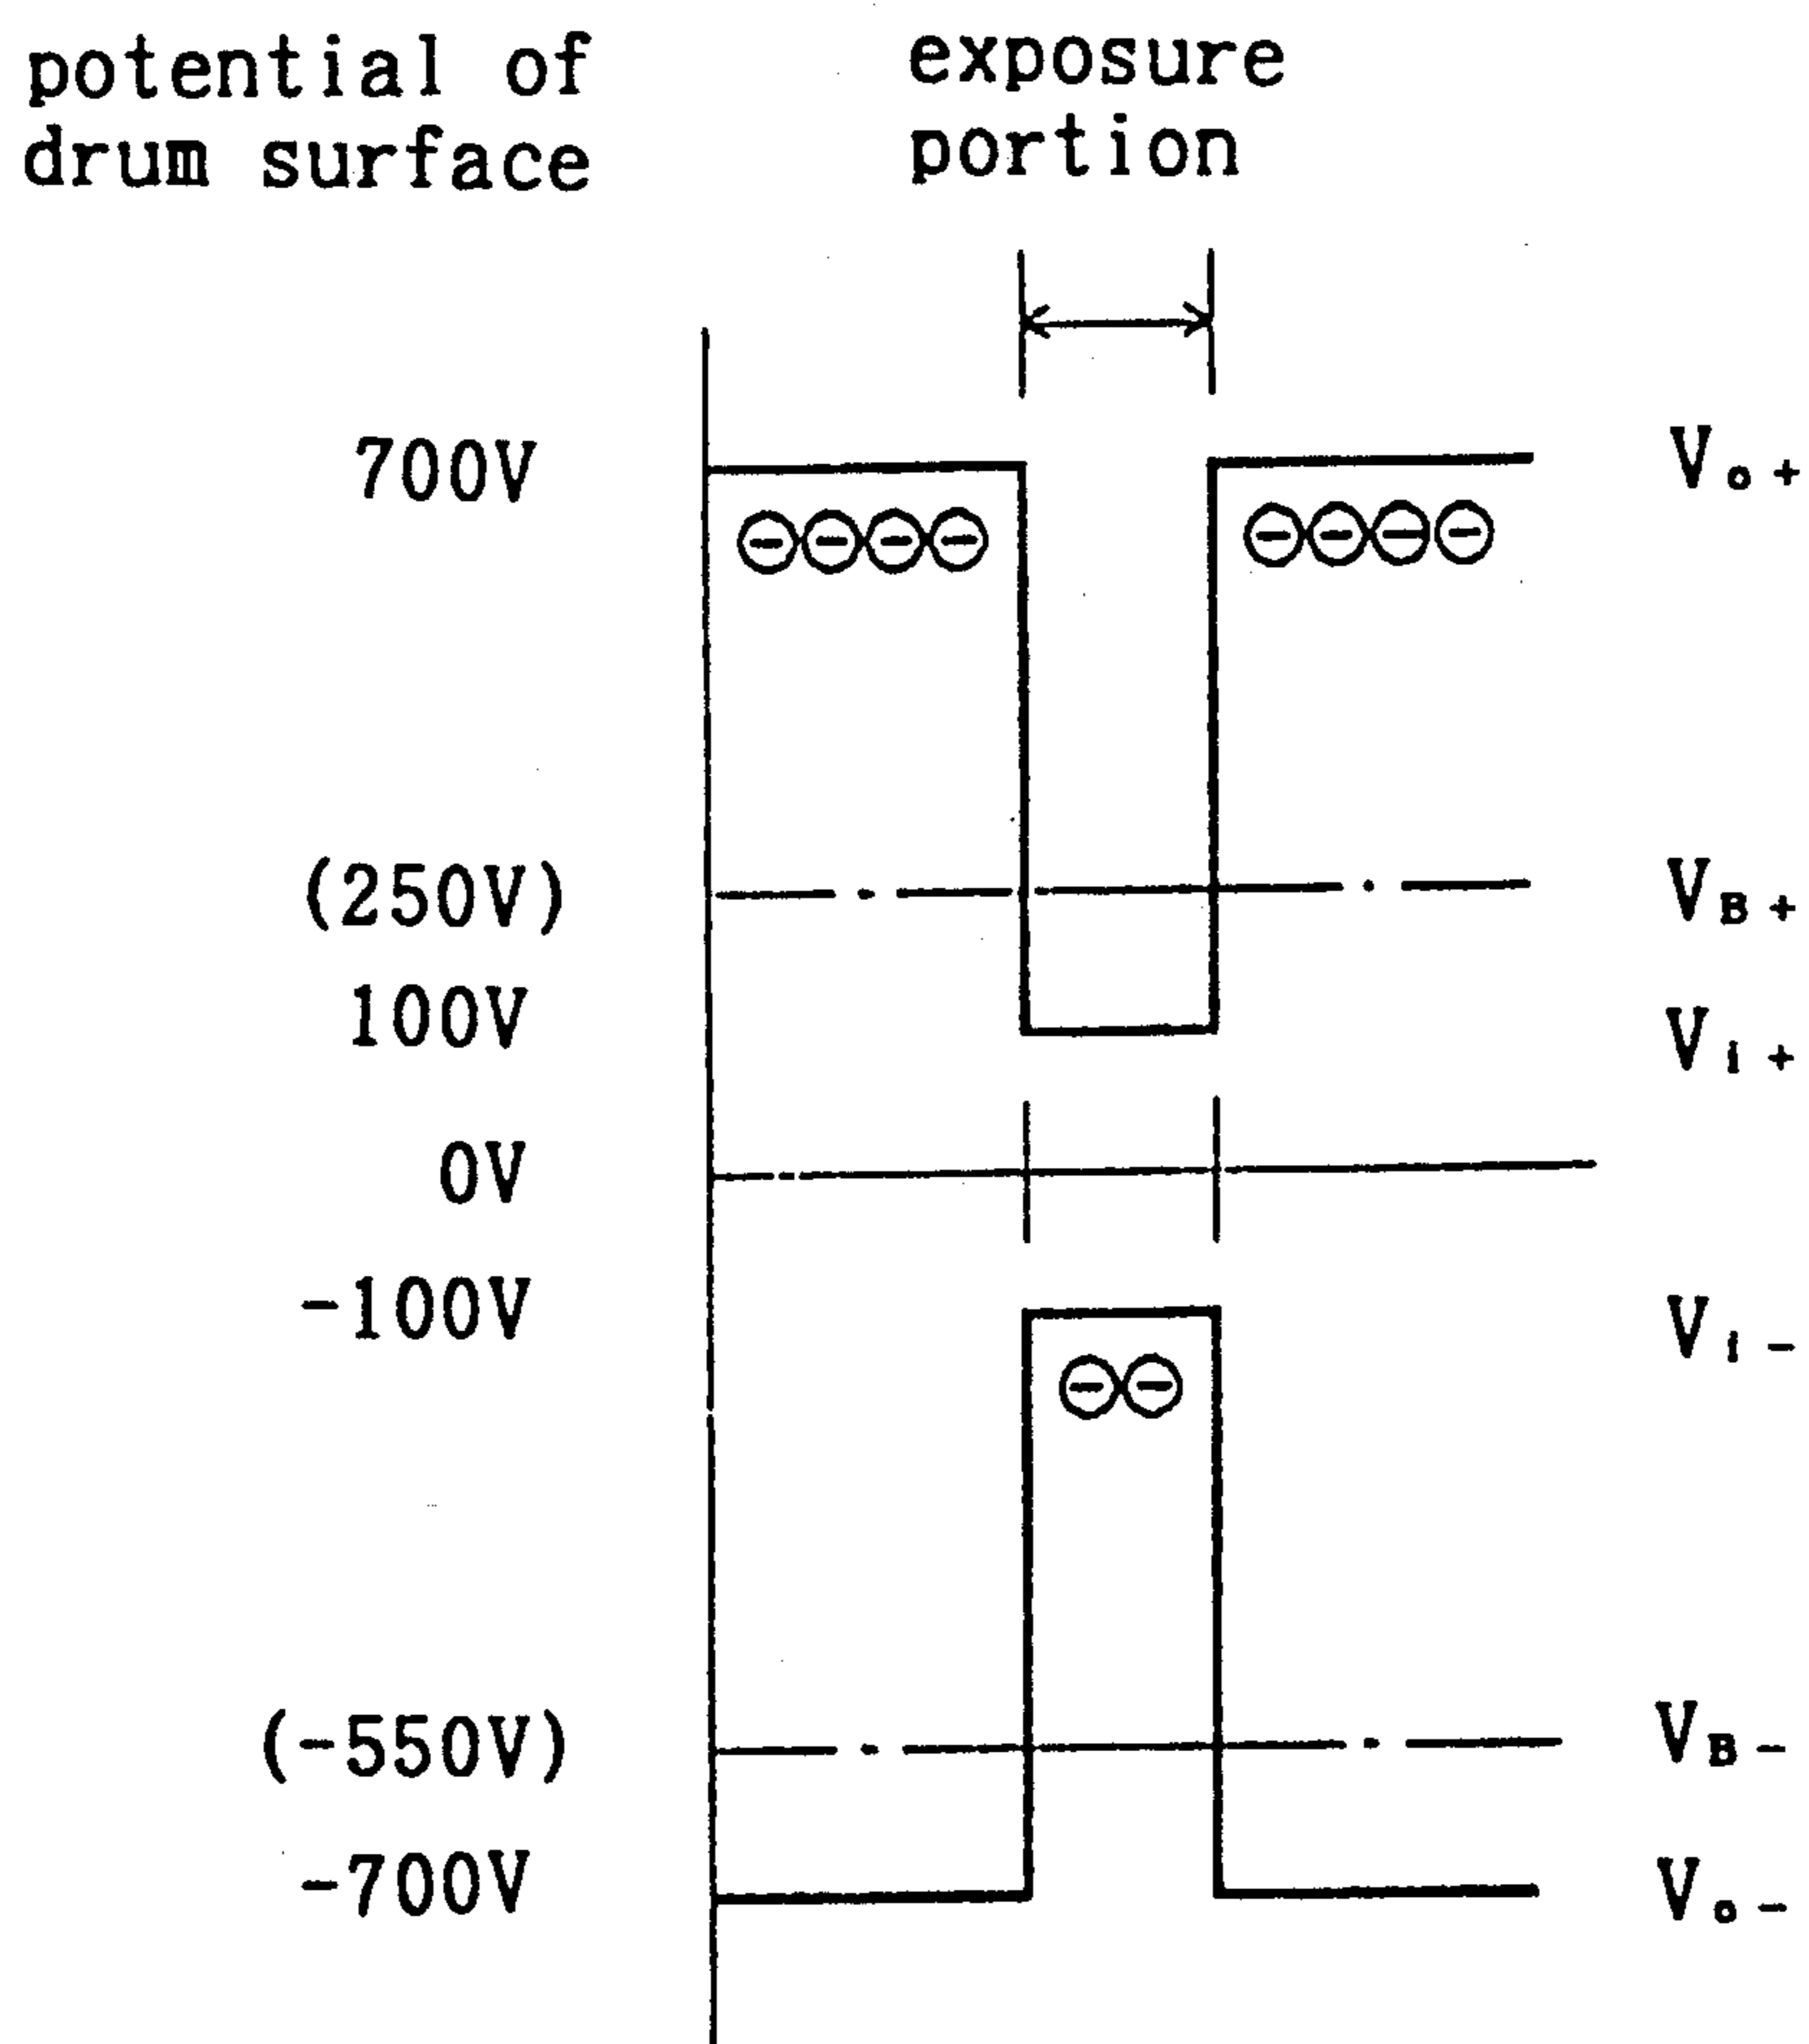 potential of
drum surface
exposure
portion
700V
Vo+
⊖⊖⊖⊖
⊖⊖⊖⊖
(250V)
VB+
100V
Vi+
0V
-100V
Vi-
⊖⊖
(-550V)
VB-
-700V
Vo-